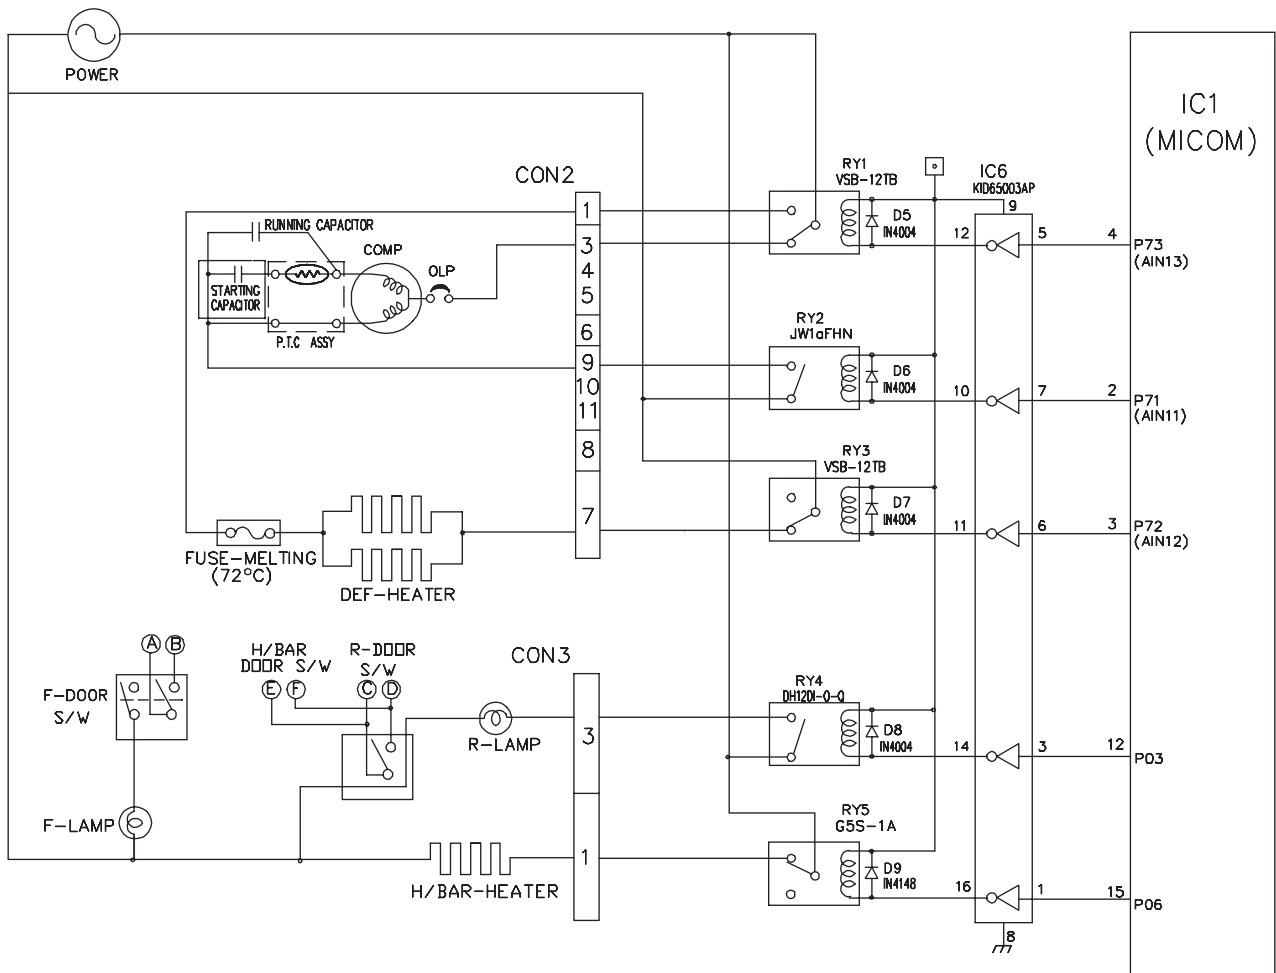 POWER
IC1
(MICOM)
CON2
RY1
VSB-12TB
IC6
KID65003AP
1
9
RUNNING CAPACITOR
D5
IN4004
12
5
4
P73
(AIN13)
3
COMP
OLP
4
STARTING
CAPACITOR
5
P.T.C ASSY
6
RY2
JW1aFHN
9
D6
IN4004
10
7
2
P71
(AIN11)
10
11
8
RY3
VSB-12TB
7
D7
IN4004
11
6
3
P72
(AIN12)
FUSE-MELTING
(72°C)
DEF-HEATER
A
B
H/BAR
DOOR S/W
R-DOOR
S/W
CON3
E
F
C
D
F-DOOR
S/W
RY4
DH12D1-O-Q
3
R-LAMP
D8
IN4004
14
3
12
P03
F-LAMP
RY5
G5S-1A
1
H/BAR-HEATER
D9
IN4148
16
1
15
P06
8